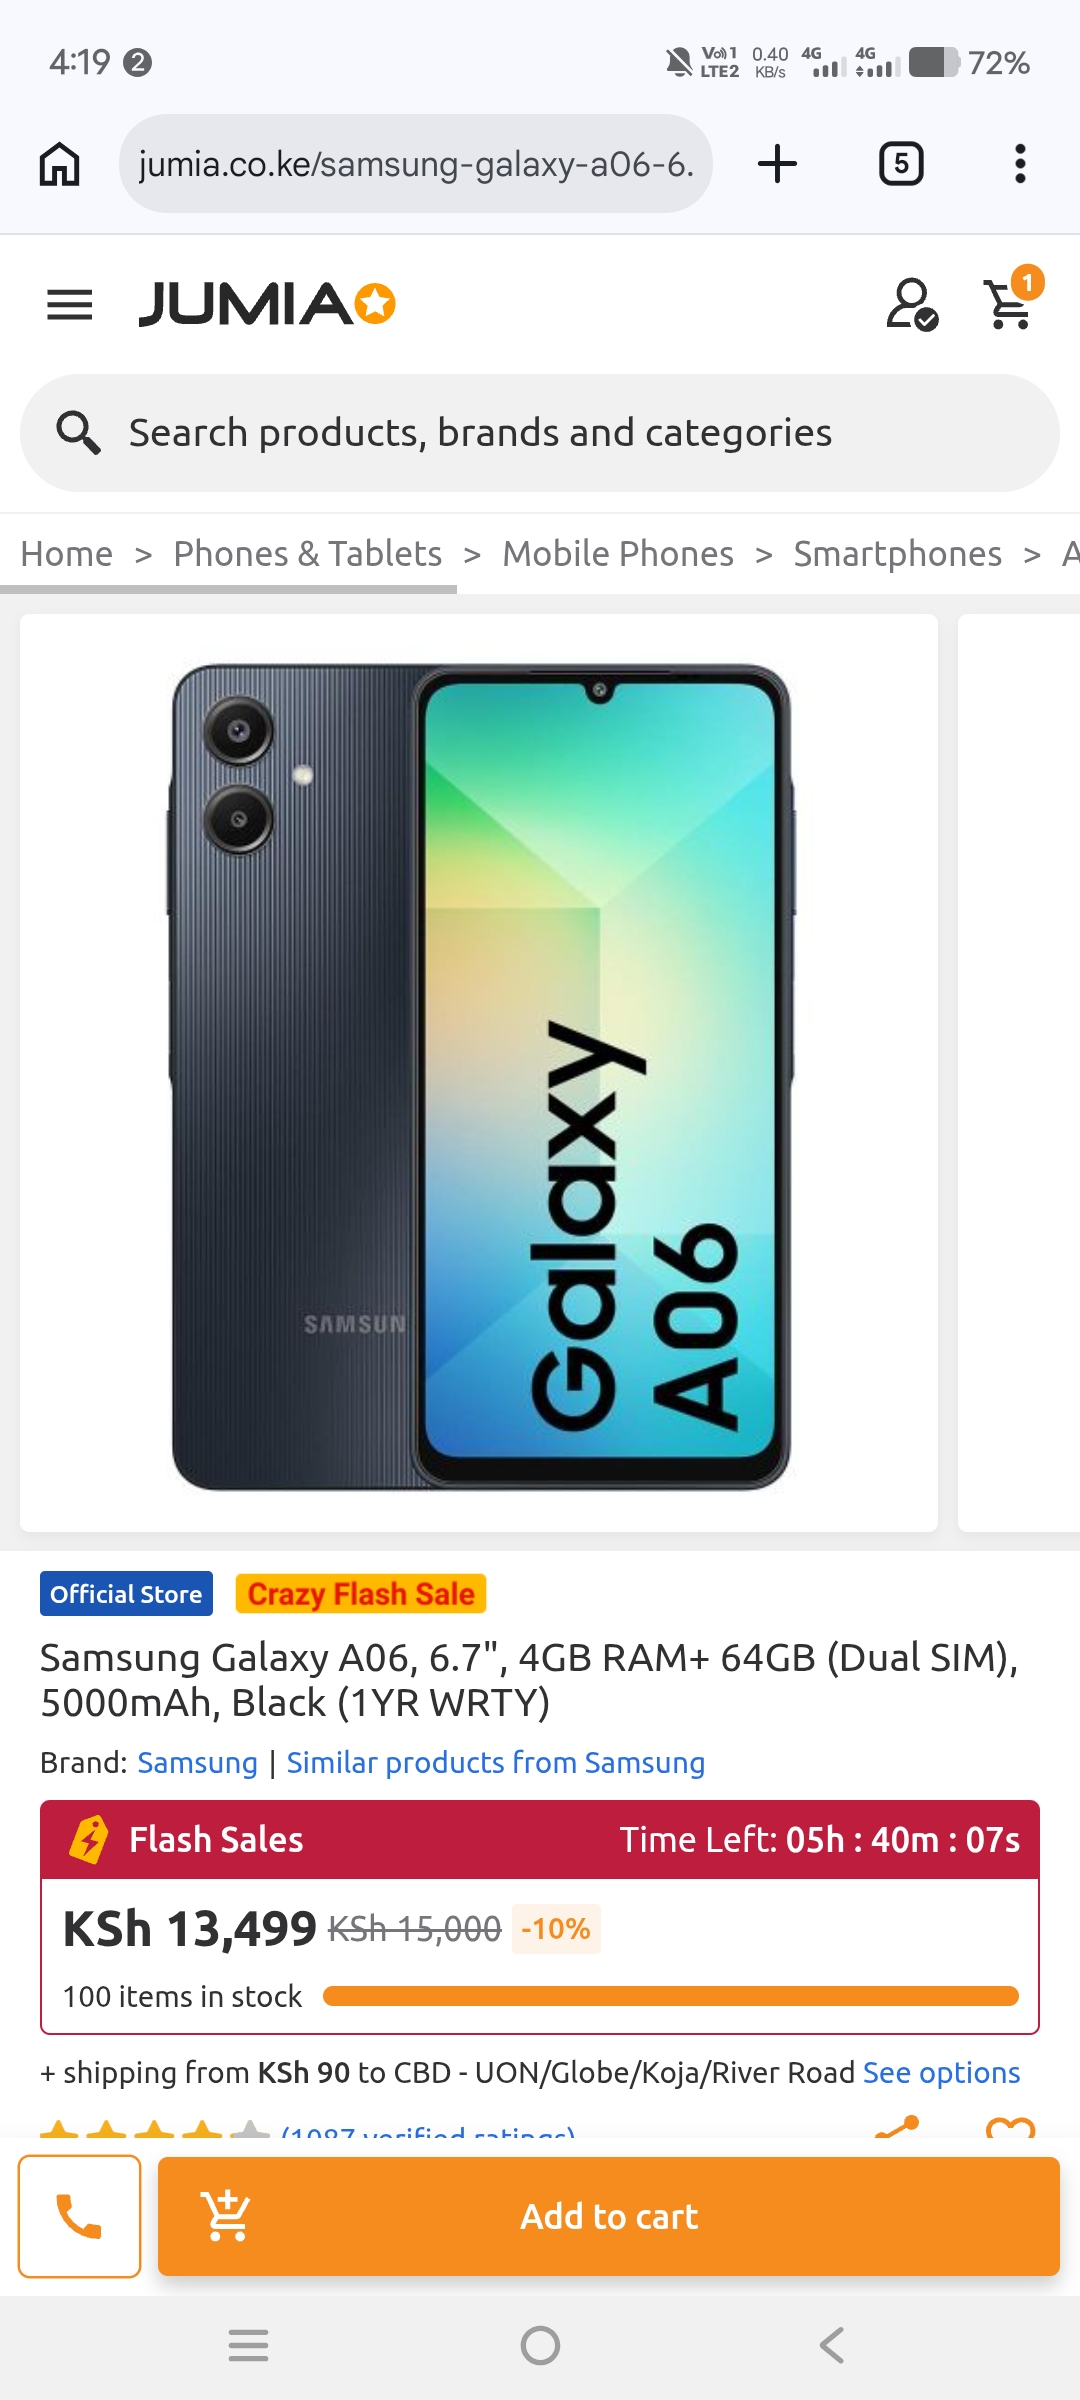 4:19 2 Vo) 1 LTE2 0.40 KB/s 4G 4G 72%
jumia.co.ke/samsung-galaxy-a06-6. 5
JUMIA 1
Search products, brands and categories
Home > Phones & Tablets > Mobile Phones > Smartphones > A
SAMSUN
Galaxy
A06
Official Store Crazy Flash Sale
Samsung Galaxy A06, 6.7", 4GB RAM+ 64GB (Dual SIM),
5000mAh, Black (1YR WRTY)
Brand: Samsung | Similar products from Samsung
Flash Sales Time Left: 05h : 40m : 07s
KSh 13,499 KSh 15,000 -10%
100 items in stock
+ shipping from KSh 90 to CBD - UON/Globe/Koja/River Road See options
(1087 verified ratings)
Add to cart